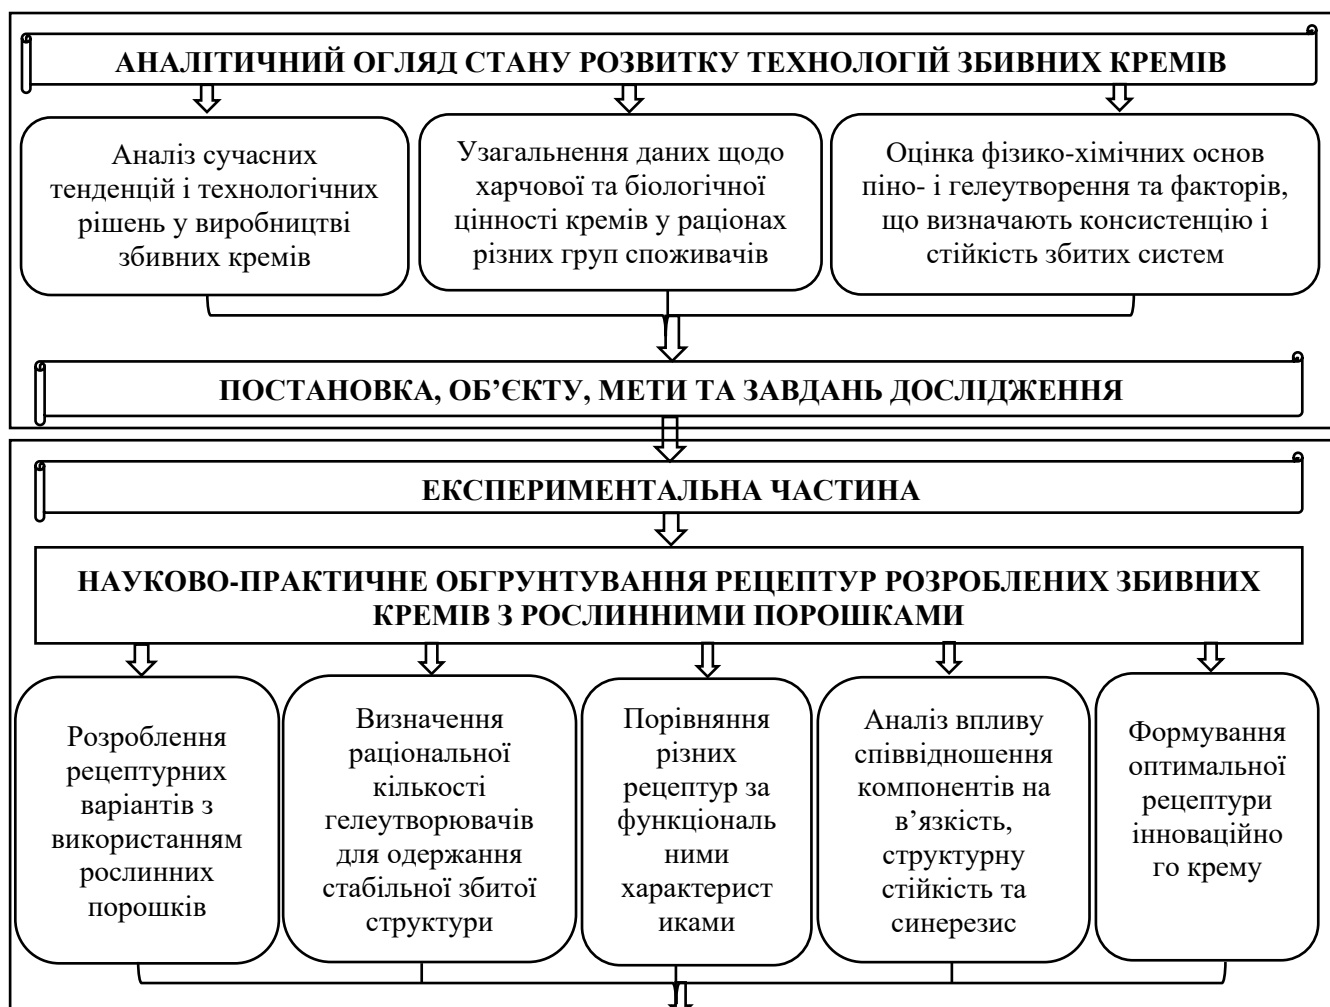 АНАЛІТИЧНИЙ ОГЛЯД СТАНУ РОЗВИТКУ ТЕХНОЛОГІЙ ЗБИВНИХ КРЕМІВ
Аналіз сучасних
тенденцій і технологічних
рішень у виробництві
збивних кремів
Узагальнення даних щодо
харчової та біологічної
цінності кремів у раціонах
різних груп споживачів
Оцінка фізико-хімічних основ
піно- і гелеутворення та факторів,
що визначають консистенцію і
стійкість збитих систем
ПОСТАНОВКА, ОБ’ЄКТУ, МЕТИ ТА ЗАВДАНЬ ДОСЛІДЖЕННЯ
ЕКСПЕРИМЕНТАЛЬНА ЧАСТИНА
НАУКОВО-ПРАКТИЧНЕ ОБГРУНТУВАННЯ РЕЦЕПТУР РОЗРОБЛЕНИХ ЗБИВНИХ
КРЕМІВ З РОСЛИННИМИ ПОРОШКАМИ
Розроблення
рецептурних
варіантів з
використанням
рослинних
порошків
Визначення
раціональної
кількості
гелеутворювачів
для одержання
стабільної збитої
структури
Порівняння
різних
рецептур за
функціональ
ними
характерист
иками
Аналіз впливу
співвідношення
компонентів на
в’язкість,
структурну
стійкість та
синерезис
Формування
оптимальної
рецептури
інноваційно
го крему